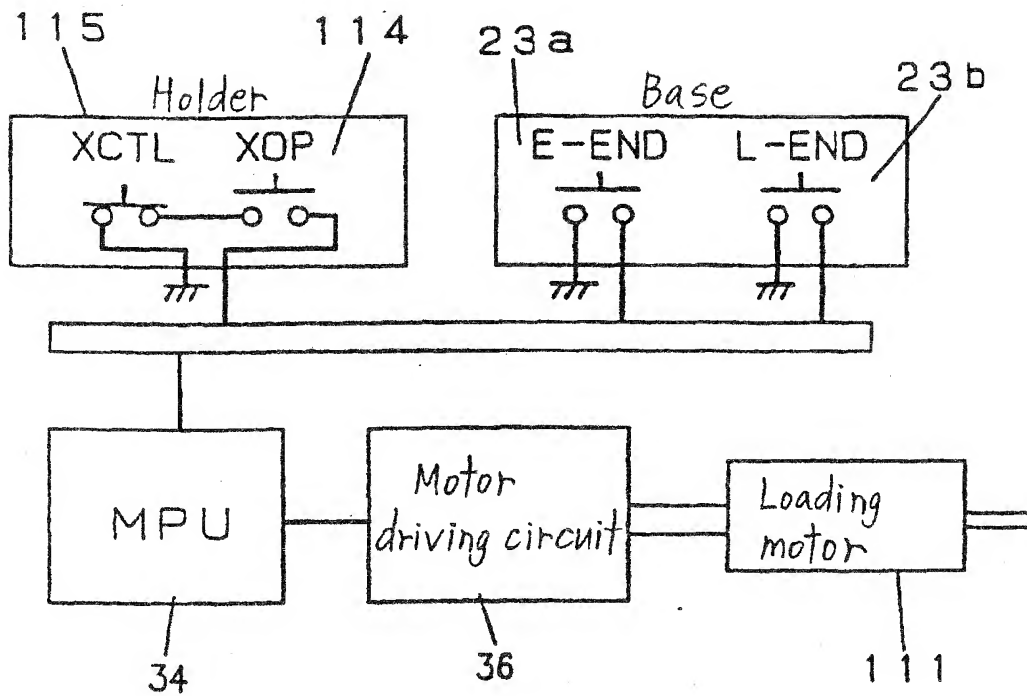 115
114
23a
23b
Holder
Base
XCTL XOP
E-END L-END
MPU
Motor
driving circuit
Loading
motor
34
36
111